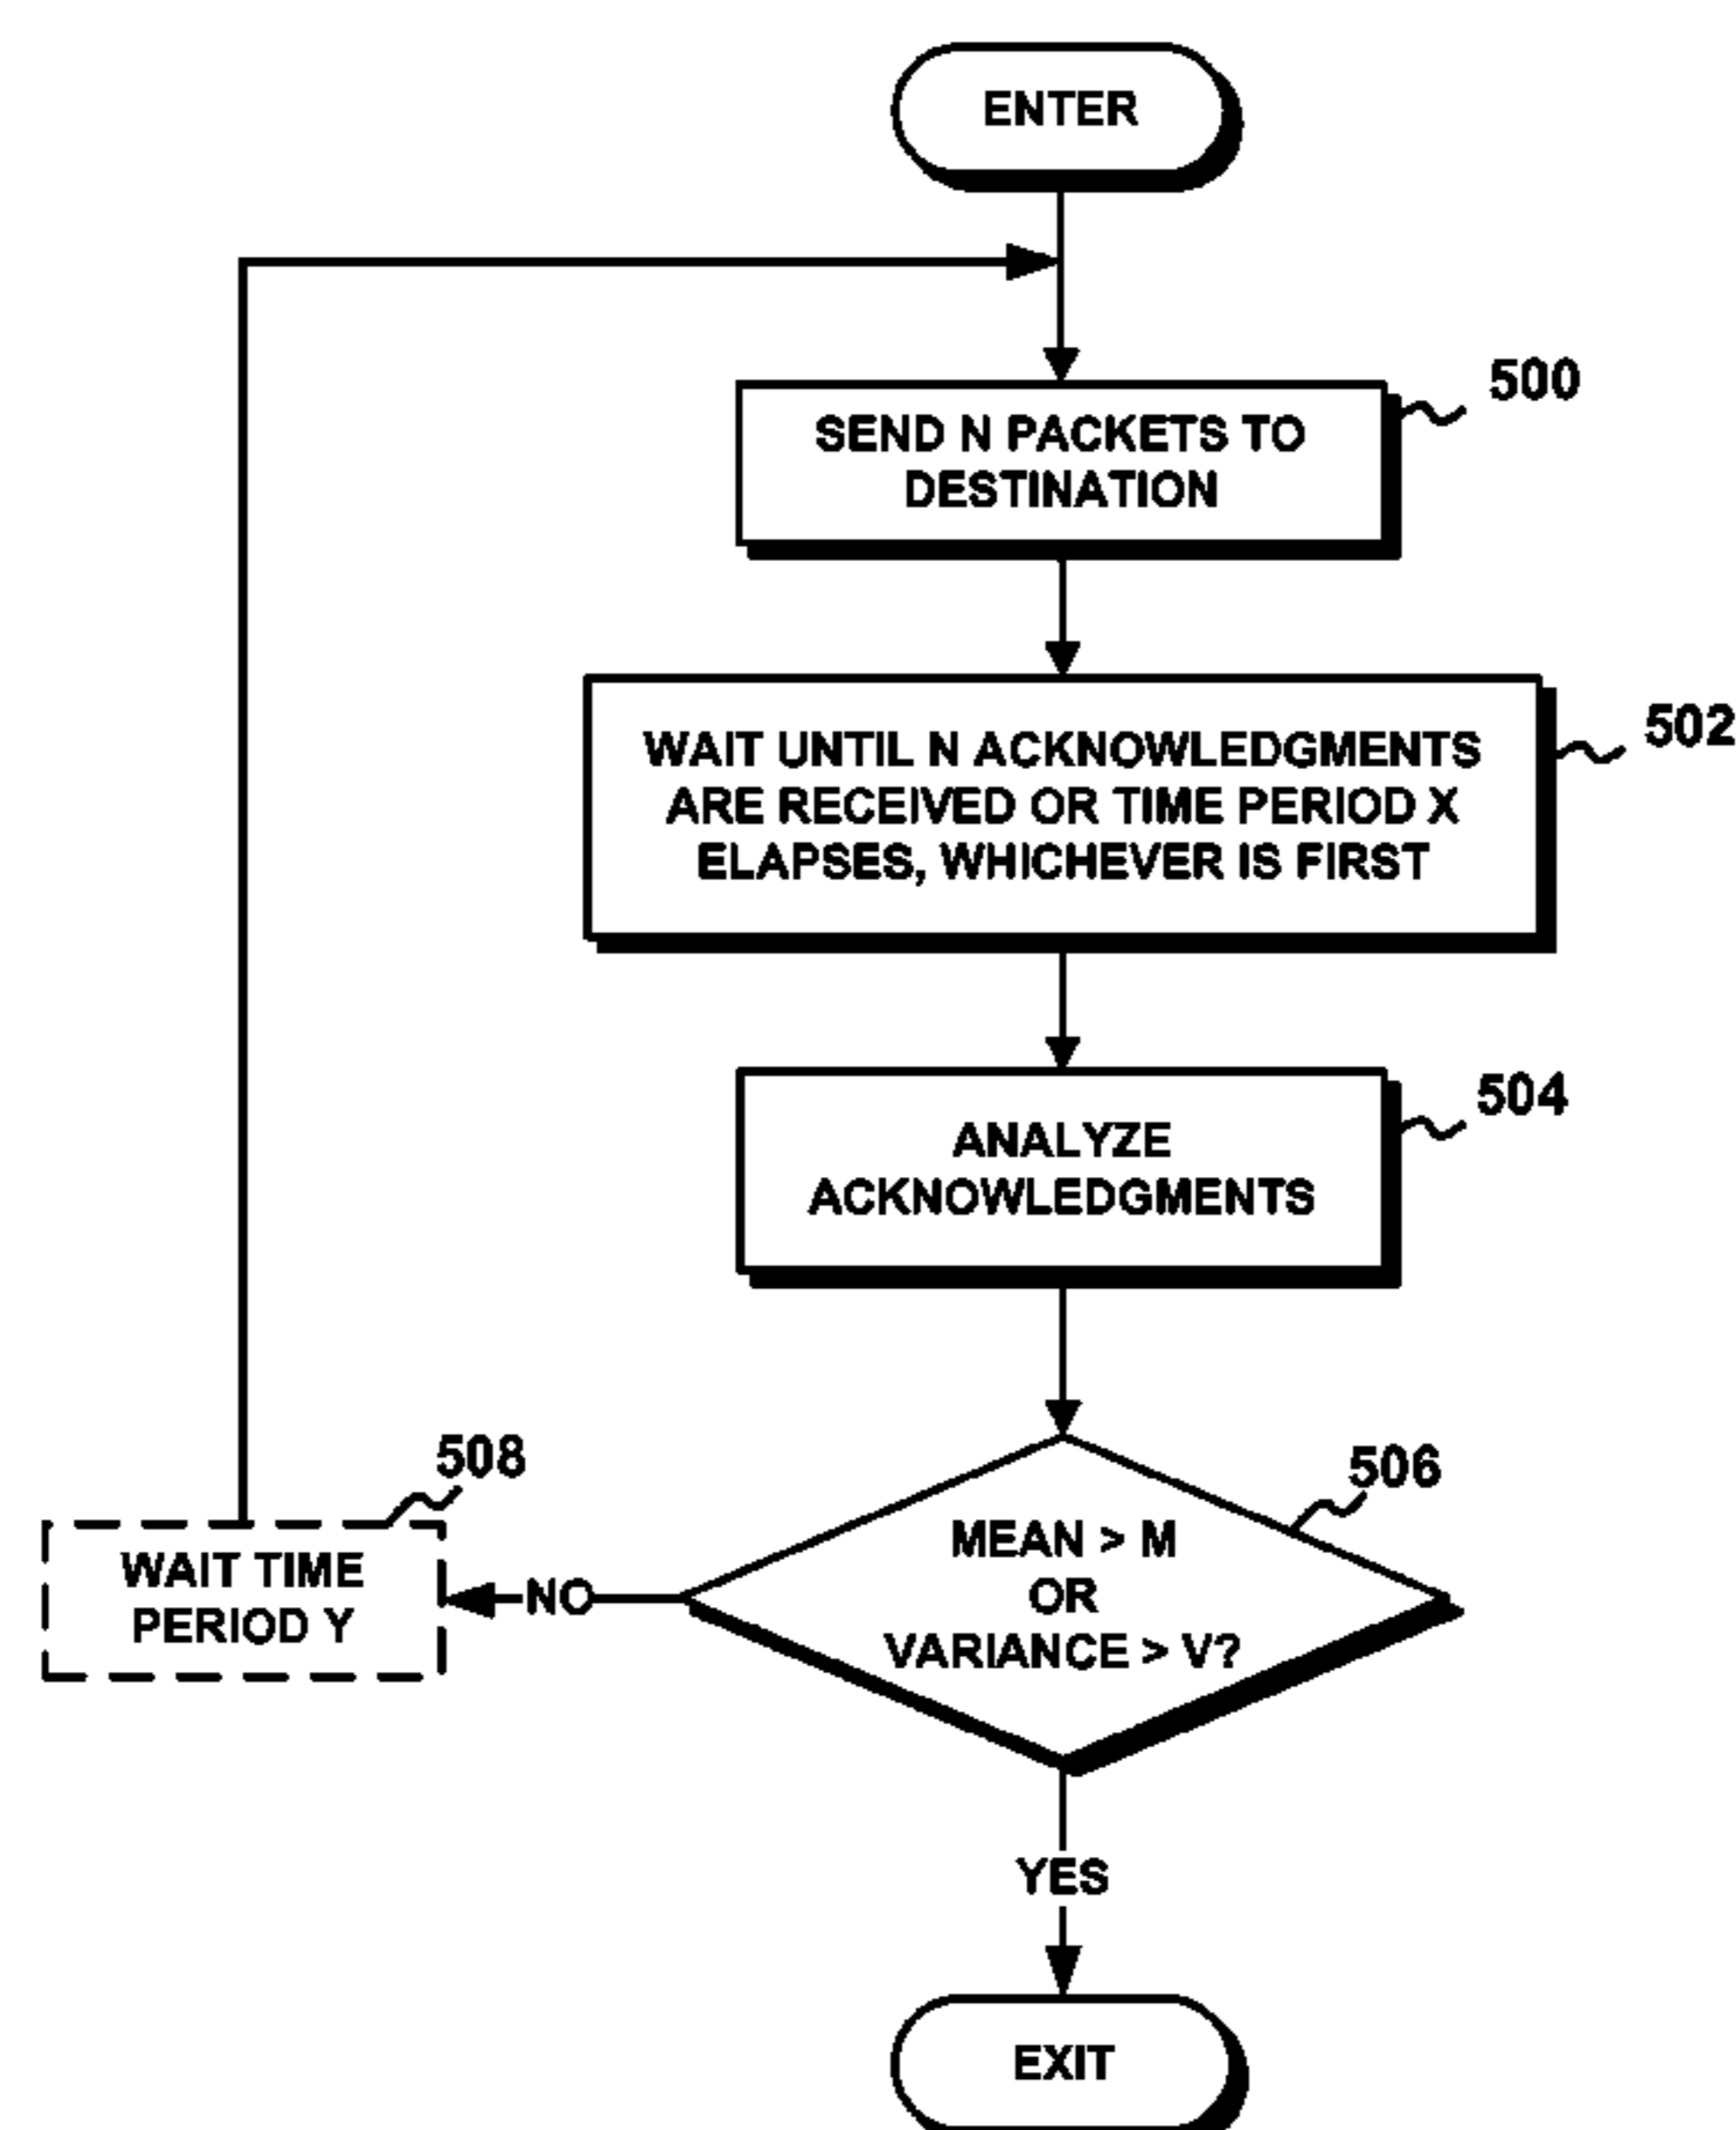 ENTER
500
SEND N PACKETS TO
DESTINATION
502
WAIT UNTIL N ACKNOWLEDGMENTS
ARE RECEIVED OR TIME PERIOD X
ELAPSES, WHICHEVER IS FIRST
504
ANALYZE
ACKNOWLEDGMENTS
506
MEAN > M
OR
VARIANCE > V?
NO
508
WAIT TIME
PERIOD Y
YES
EXIT